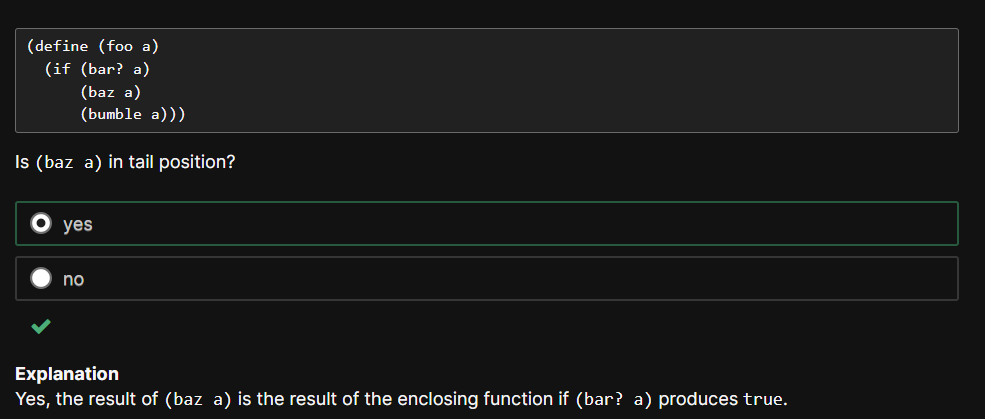 (define (foo a)
  (if (bar? a)
      (baz a)
      (bumble a)))
Is (baz a) in tail position?
yes
no
Explanation
Yes, the result of (baz a) is the result of the enclosing function if (bar? a) produces true.